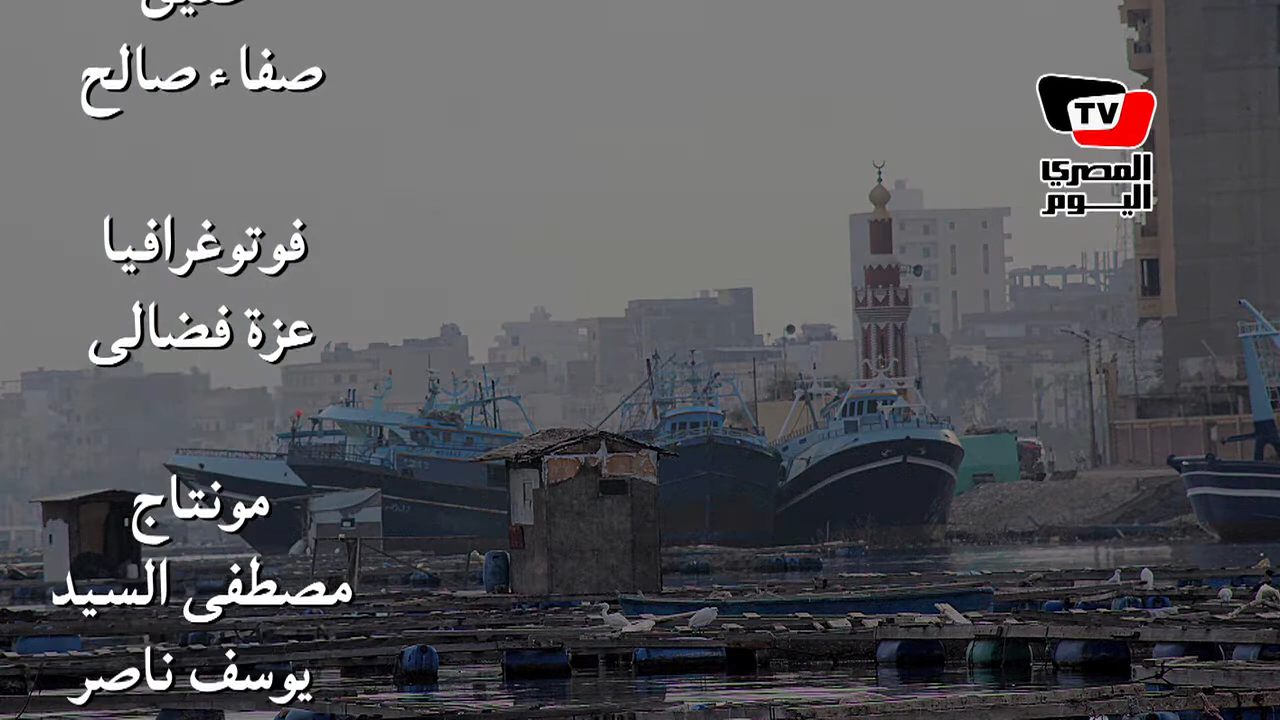 صفاء صالح
فوتوغرافيا
عزة فضالى
مونتاج
مصطفى السيد
يوسف ناصر
TV
المصري
اليوم